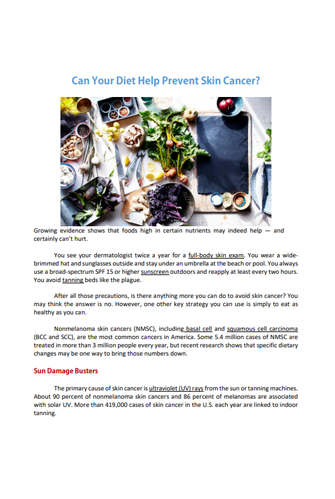 Can Your Diet Help Prevent Skin Cancer?
Growing evidence shows that foods high in certain nutrients may indeed help — and
certainly can't hurt.
You see your dermatologist twice a year for a full-body skin exam. You wear a wide-
brimmed hat and sunglasses outside and stay under an umbrella at the beach or pool. You always
use a broad-spectrum SPF 15 or higher sunscreen outdoors and reapply at least every two hours.
You avoid tanning beds like the plague.
After all those precautions, is there anything more you can do to avoid skin cancer? You
may think the answer is no. However, one other key strategy you can use is simply to eat as
healthy as you can.
Nonmelanoma skin cancers (NMSC), including basal cell and squamous cell carcinoma
(BCC and SCC), are the most common cancers in America. Some 5.4 million cases of NMSC are
treated in more than 3 million people every year, but recent research shows that specific dietary
changes may be one way to bring those numbers down.
Sun Damage Busters
The primary cause of skin cancer is ultraviolet (UV) rays from the sun or tanning machines.
About 90 percent of nonmelanoma skin cancers and 86 percent of melanomas are associated
with solar UV. More than 419,000 cases of skin cancer in the U.S. each year are linked to indoor
tanning.